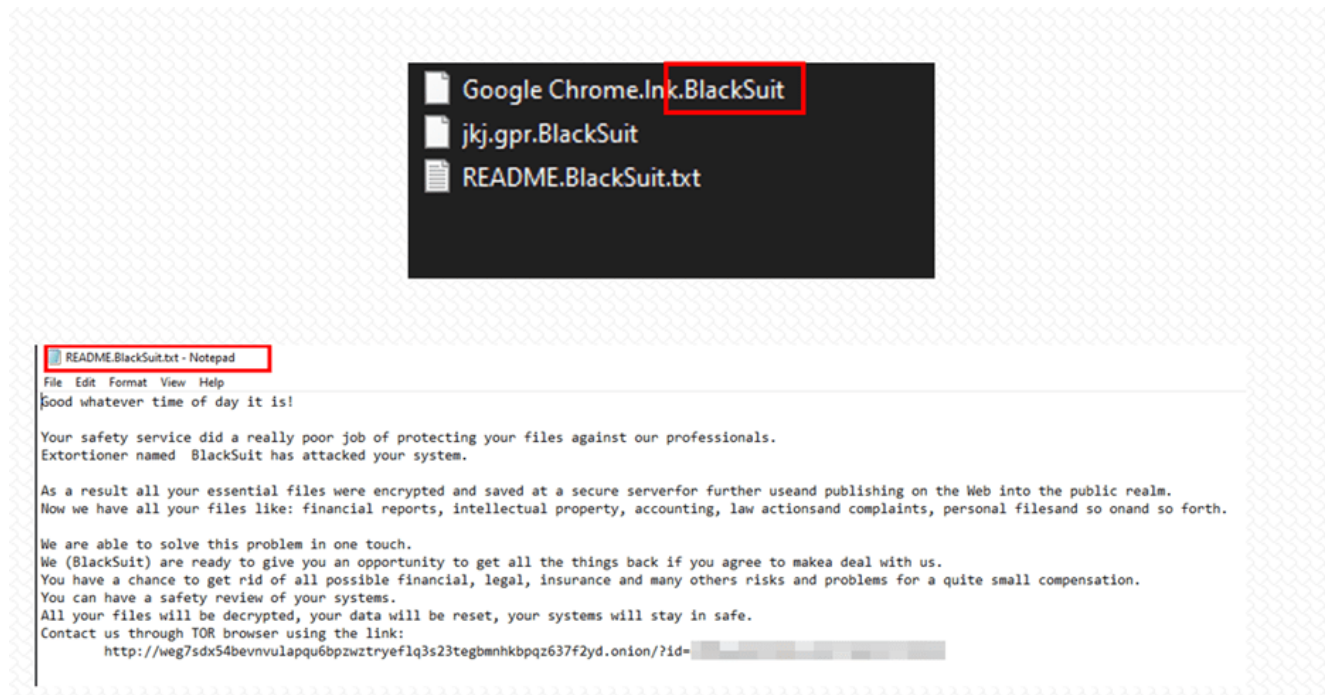 Google Chrome.lnk.BlackSuit
jkj.gpr.BlackSuit
README.BlackSuit.txt
README.BlackSuit.txt - Notepad
File Edit Format View Help
Good whatever time of day it is!
Your safety service did a really poor job of protecting your files against our professionals.
Extortioner named  BlackSuit has attacked your system.
As a result all your essential files were encrypted and saved at a secure serverfor further useand publishing on the Web into the public realm.
Now we have all your files like: financial reports, intellectual property, accounting, law actionsand complaints, personal filesand so onand so forth.
We are able to solve this problem in one touch.
We (BlackSuit) are ready to give you an opportunity to get all the things back if you agree to makea deal with us.
You have a chance to get rid of all possible financial, legal, insurance and many others risks and problems for a quite small compensation.
You can have a safety review of your systems.
All your files will be decrypted, your data will be reset, your systems will stay in safe.
Contact us through TOR browser using the link:
http://weg7sdx54bevnvulapqu6bpzwztryeflq3s23tegbmnhkbpqz637f2yd.onion/?id=